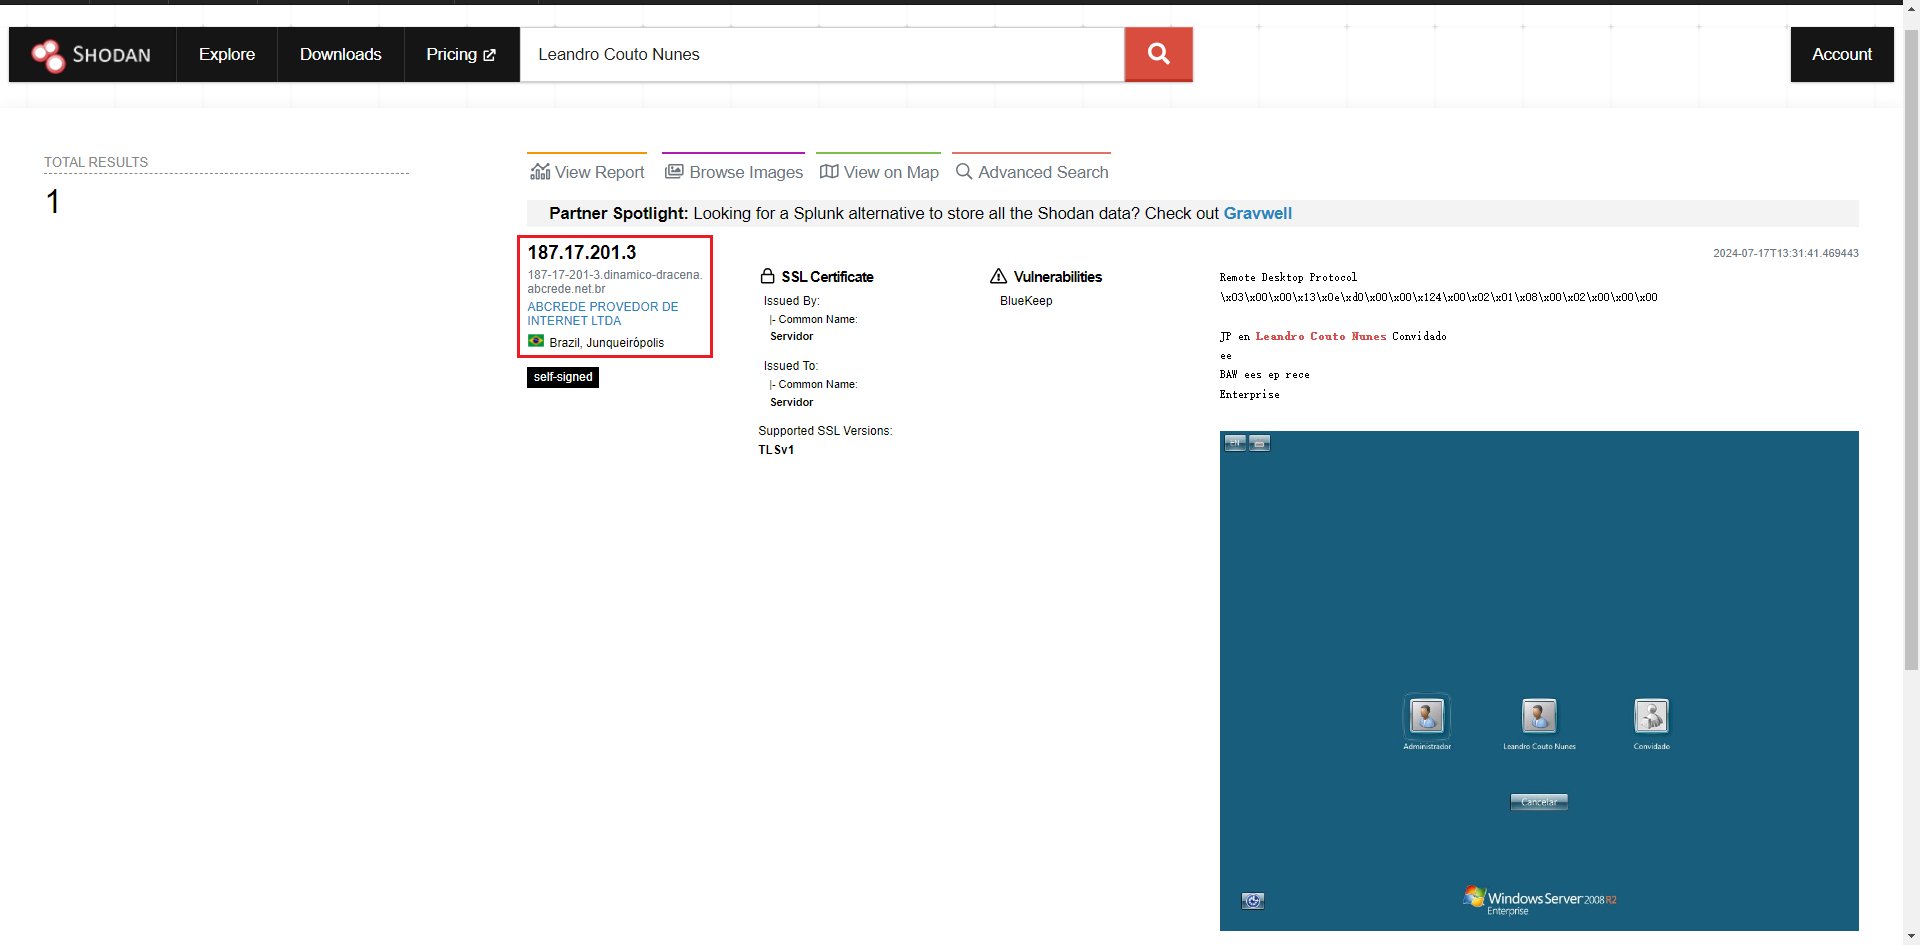 SHODAN
Explore
Downloads
Pricing
Leandro Couto Nunes
Account
TOTAL RESULTS
1
View Report
Browse Images
View on Map
Advanced Search
Partner Spotlight: Looking for a Splunk alternative to store all the Shodan data? Check out Gravwell
187.17.201.3
187-17-201-3.dinamico-dracena.
abcrede.net.br
ABCREDE PROVEDOR DE
INTERNET LTDA
Brazil, Junqueirópolis
self-signed
SSL Certificate
Issued By:
|- Common Name:
Servidor
Issued To:
|- Common Name:
Servidor
Supported SSL Versions:
TLSv1
Vulnerabilities
BlueKeep
2024-07-17T13:31:41.469443
Remote Desktop Protocol
\x03\x00\x00\x13\x0e\xd0\x00\x00\x124\x00\x02\x01\x08\x00\x02\x00\x00\x00
JP en Leandro Couto Nunes Convidado
ee
BAW ees ep rece
Enterprise
EN
Administrador
Leandro Couto Nunes
Convidado
Cancelar
Windows Server 2008 R2
Enterprise